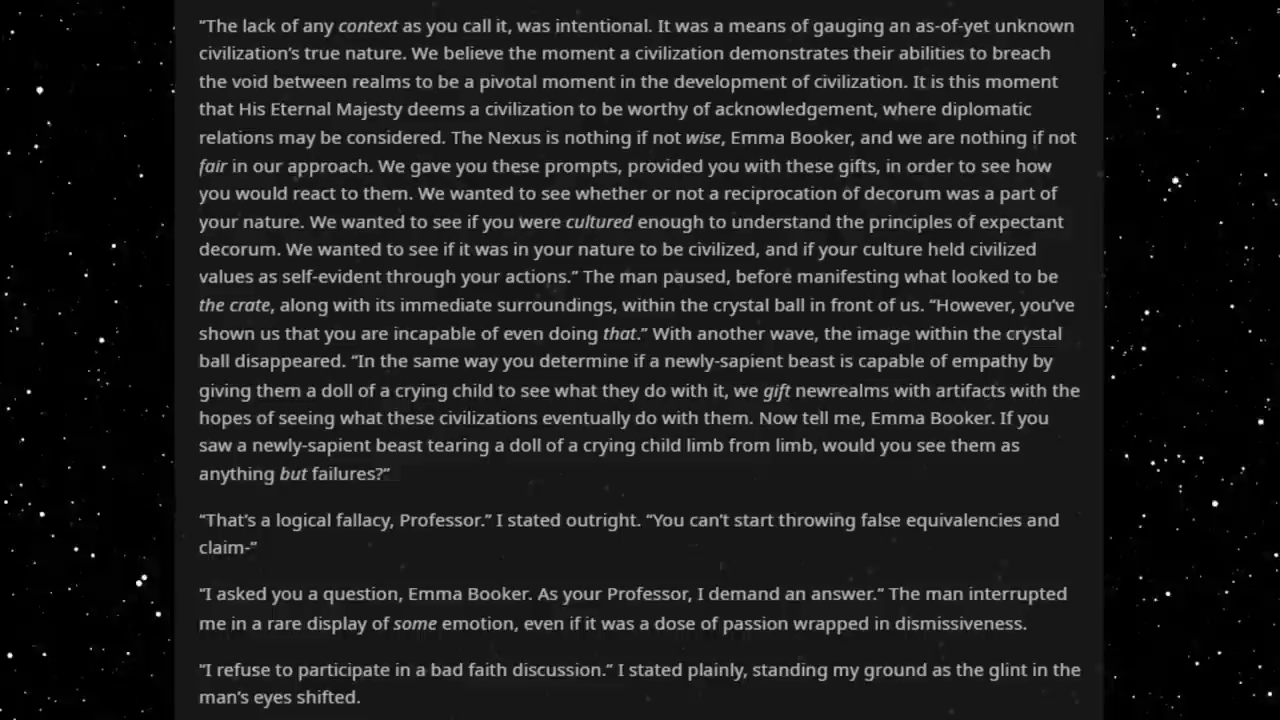 “The lack of any context as you call it, was intentional. It was a means of gauging an as-of-yet unknown
civilization’s true nature. We believe the moment a civilization demonstrates their abilities to breach
the void between realms to be a pivotal moment in the development of civilization. It is this moment
that His Eternal Majesty deems a civilization to be worthy of acknowledgement, where diplomatic
relations may be considered. The Nexus is nothing if not wise, Emma Booker, and we are nothing if not
fair in our approach. We gave you these prompts, provided you with these gifts, in order to see how
you would react to them. We wanted to see whether or not a reciprocation of decorum was a part of
your nature. We wanted to see if you were cultured enough to understand the principles of expectant
decorum. We wanted to see if it was in your nature to be civilized, and if your culture held civilized
values as self-evident through your actions.” The man paused, before manifesting what looked to be
the crate, along with its immediate surroundings, within the crystal ball in front of us. “However, you’ve
shown us that you are incapable of even doing that.” With another wave, the image within the crystal
ball disappeared. “In the same way you determine if a newly-sapient beast is capable of empathy by
giving them a doll of a crying child to see what they do with it, we gift newrealms with artifacts with the
hopes of seeing what these civilizations eventually do with them. Now tell me, Emma Booker. If you
saw a newly-sapient beast tearing a doll of a crying child limb from limb, would you see them as
anything but failures?”
“That’s a logical fallacy, Professor.” I stated outright. “You can’t start throwing false equivalencies and
claim-”
“I asked you a question, Emma Booker. As your Professor, I demand an answer.” The man interrupted
me in a rare display of some emotion, even if it was a dose of passion wrapped in dismissiveness.
“I refuse to participate in a bad faith discussion.” I stated plainly, standing my ground as the glint in the
man’s eyes shifted.